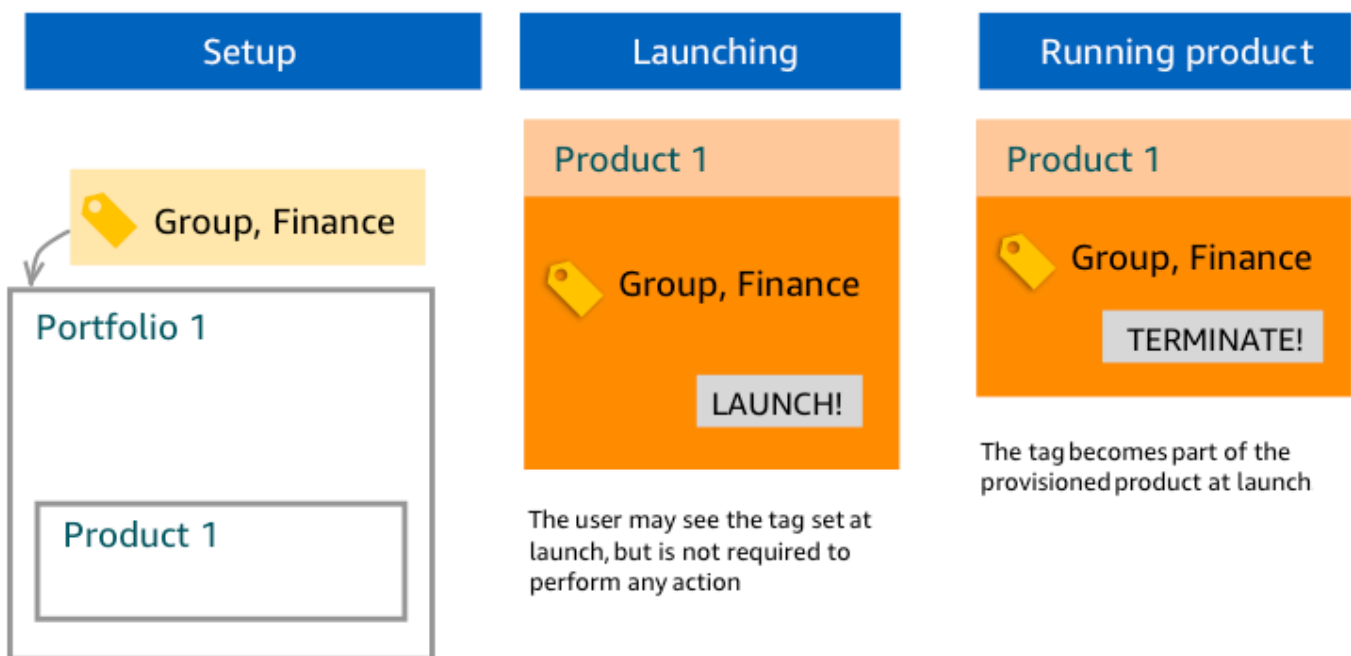 Setup
Group, Finance
Portfolio 1
Product 1
Launching
Product 1
Group, Finance
LAUNCH!
The user may see the tag set at
launch, but is not required to
perform any action
Running product
Product 1
Group, Finance
TERMINATE!
The tag becomes part of the
provisioned product at launch